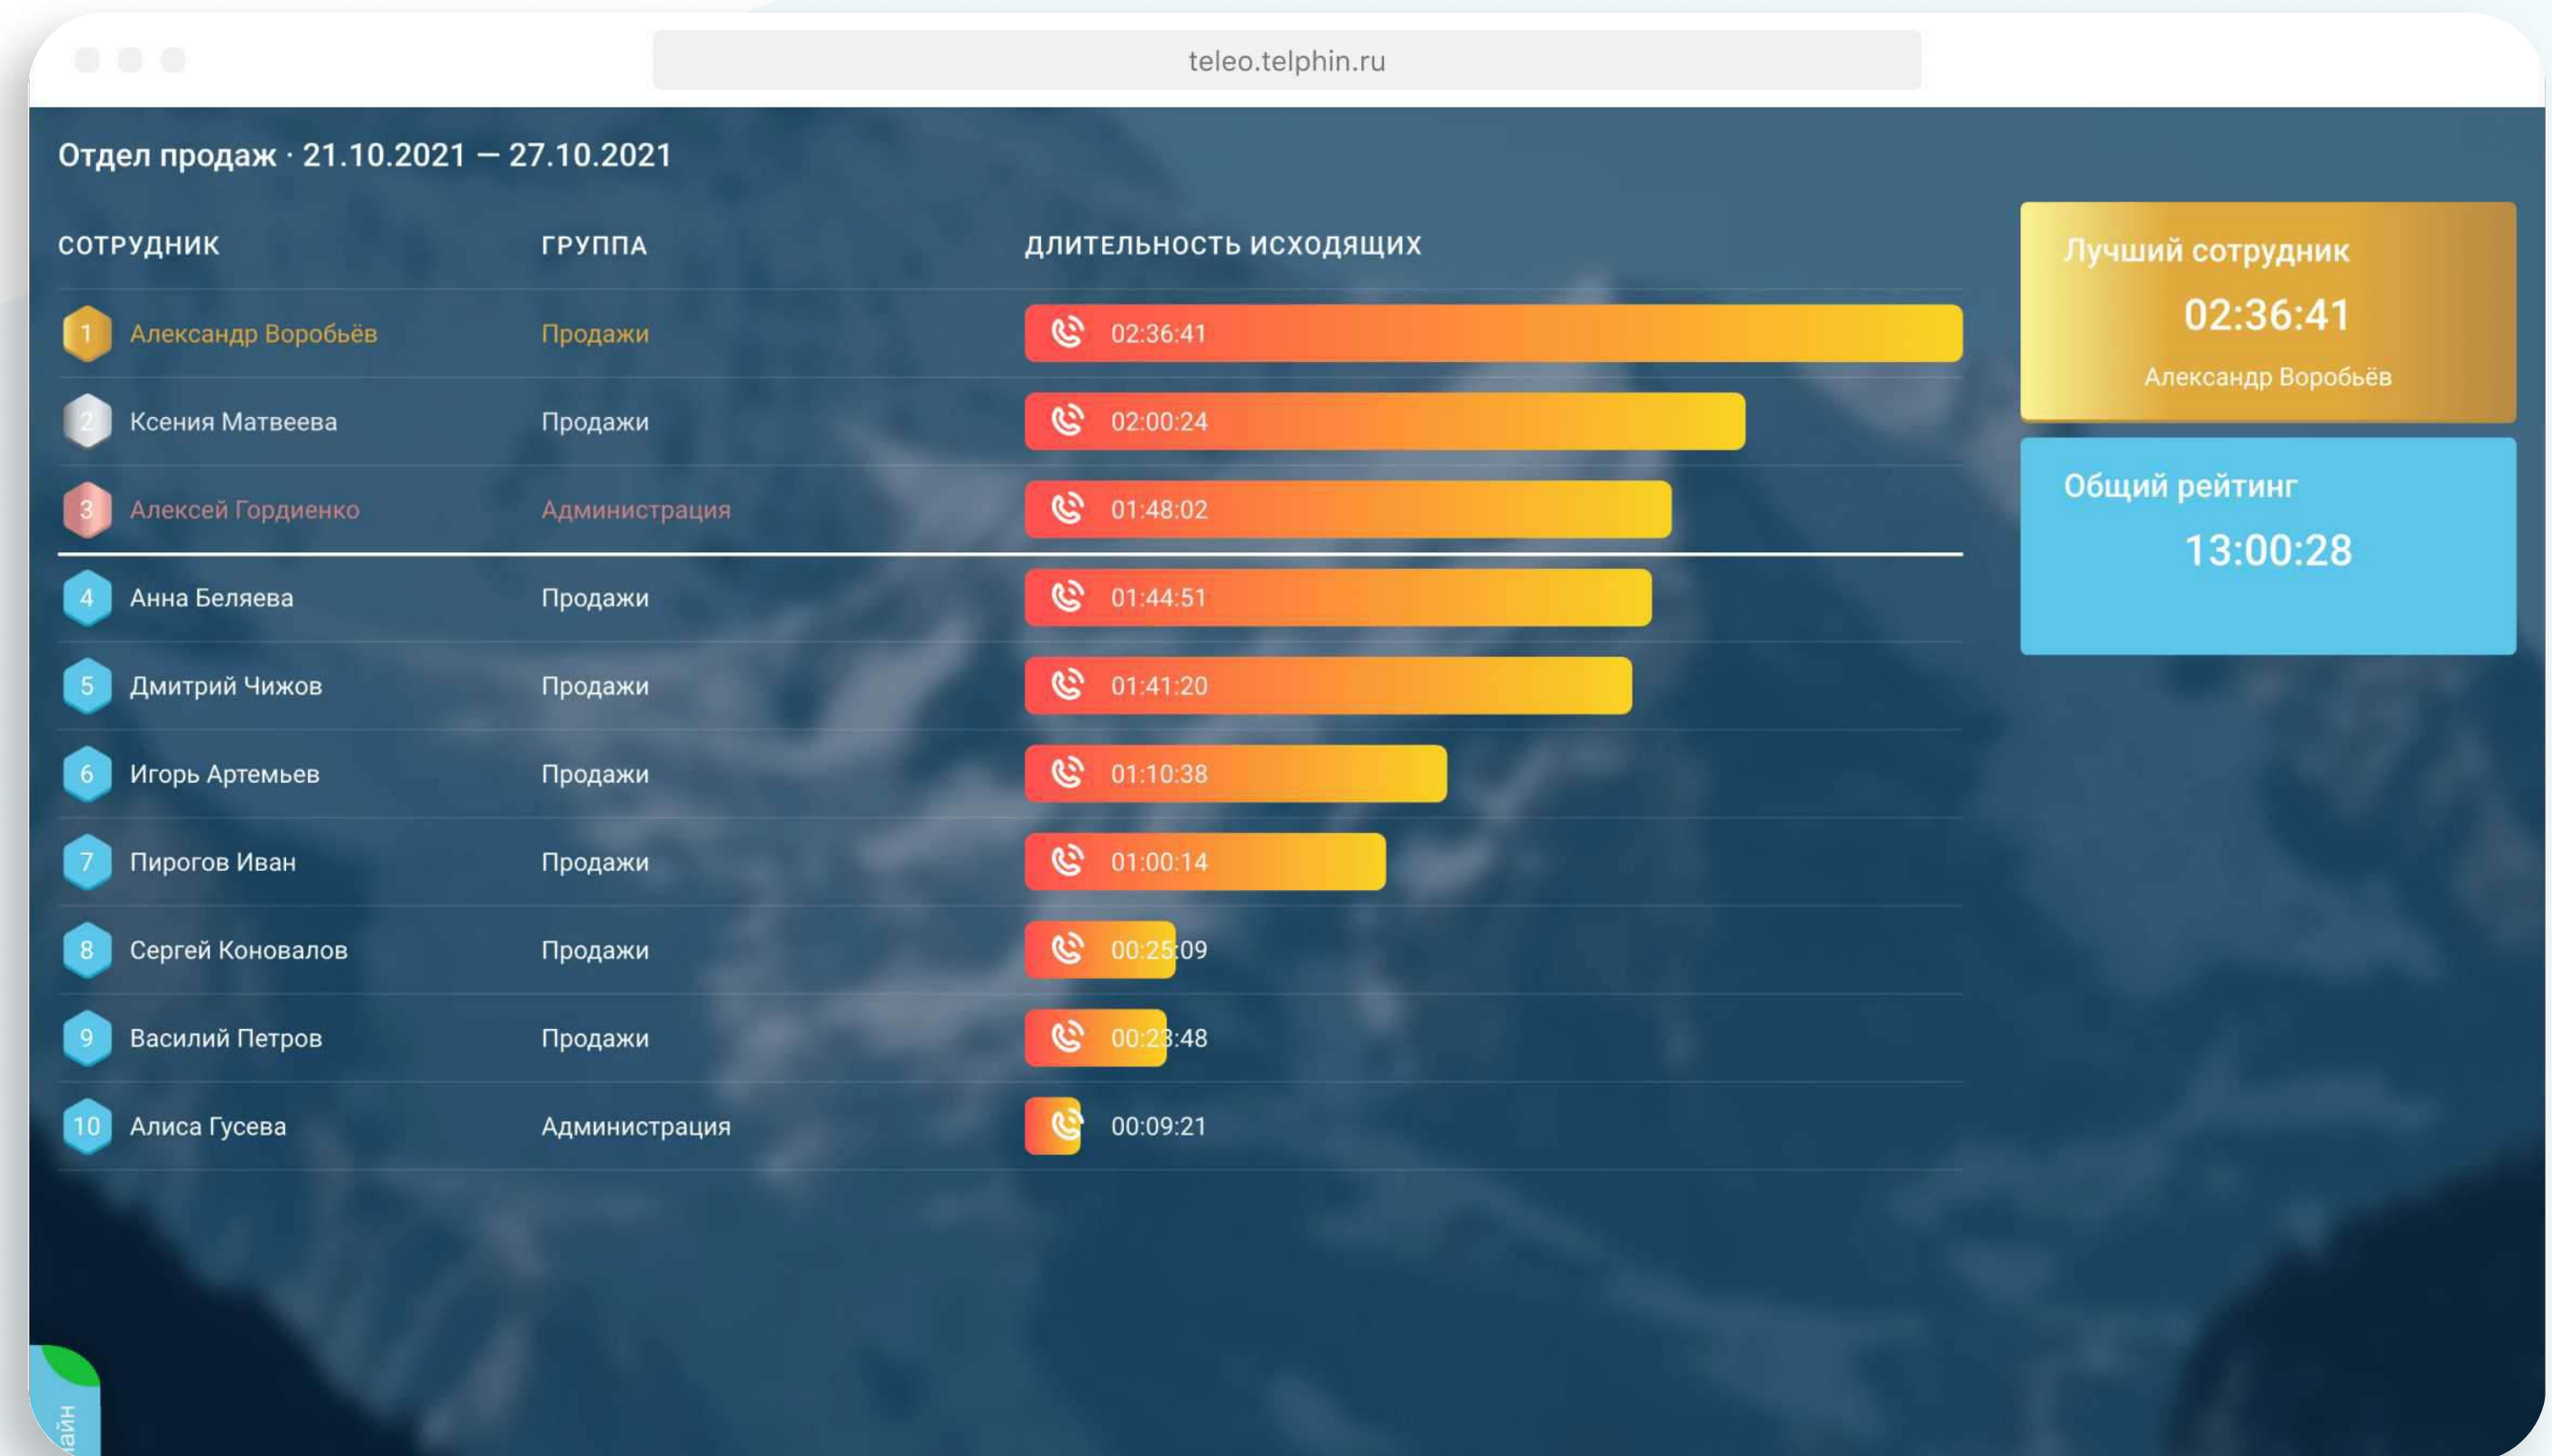 teleo.telphin.ru
Отдел продаж · 21.10.2021 — 27.10.2021
СОТРУДНИК ГРУППА ДЛИТЕЛЬНОСТЬ ИСХОДЯЩИХ
1 Александр Воробьёв Продажи 02:36:41
2 Ксения Матвеева Продажи 02:00:24
3 Алексей Гордиенко Администрация 01:48:02
4 Анна Беляева Продажи 01:44:51
5 Дмитрий Чижов Продажи 01:41:20
6 Игорь Артемьев Продажи 01:10:38
7 Пирогов Иван Продажи 01:00:14
8 Сергей Коновалов Продажи 00:25:09
9 Василий Петров Продажи 00:23:48
10 Алиса Гусева Администрация 00:09:21
Лучший сотрудник
02:36:41
Александр Воробьёв
Общий рейтинг
13:00:28